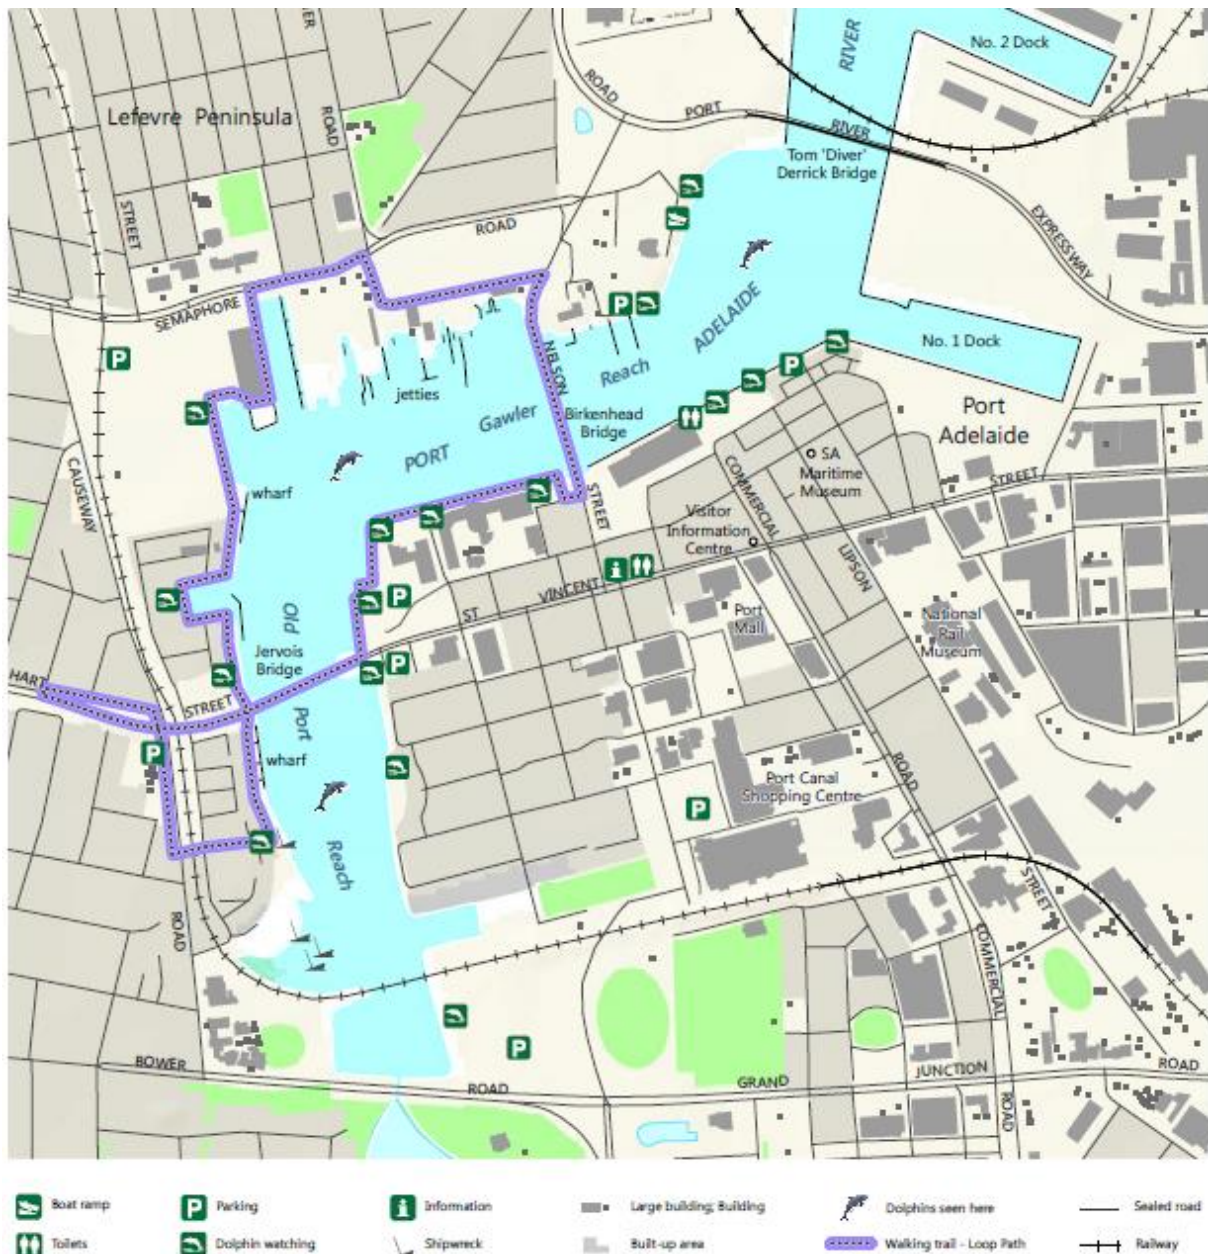 RIVER
No. 2 Dock
ROAD
PORT
RIVER
Lefevre Peninsula
ROAD
Tom 'Diver'
Derrick Bridge
STREET
ROAD
EXPRESSWAY
SEMAPHORE
ADELAIDE
No. 1 Dock
NELSON
Reach
jetties
Gawler
Birkenhead
Bridge
Port
Adelaide
PORT
SA
Maritime
Museum
COMMERCIAL
STREET
CAUSEWAY
wharf
STREET
Visitor
Information
Centre
LIPSON
VINCENT
ST
Old
Port
Mall
National
Rail
Museum
Jervois
Bridge
HART
STREET
Port
wharf
Port Canal
Shopping Centre
ROAD
Reach
STREET
ROAD
COMMERCIAL
BOWER
ROAD
GRAND
JUNCTION
ROAD
ROAD
P Boat ramp
P Parking
i Information
Large building; Building
Dolphins seen here
Sealed road
Toilets
Dolphin watching
Shipwreck
Built-up area
Walking trail - Loop Path
Railway